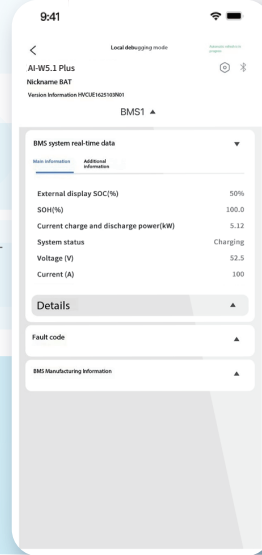 9:41
Local debugging mode
AI-W5.1 Plus
Nickname BAT
Version Information HVCUE1625103N01
BMS1 ▲
BMS system real-time data ▼
Main information Additional information
External display SOC(%) 50%
SOH(%) 100.0
Current charge and discharge power(kW) 5.12
System status Charging
Voltage (V) 52.5
Current (A) 100
Details ▲
Fault code ▲
BMS Manufacturing Information ▲